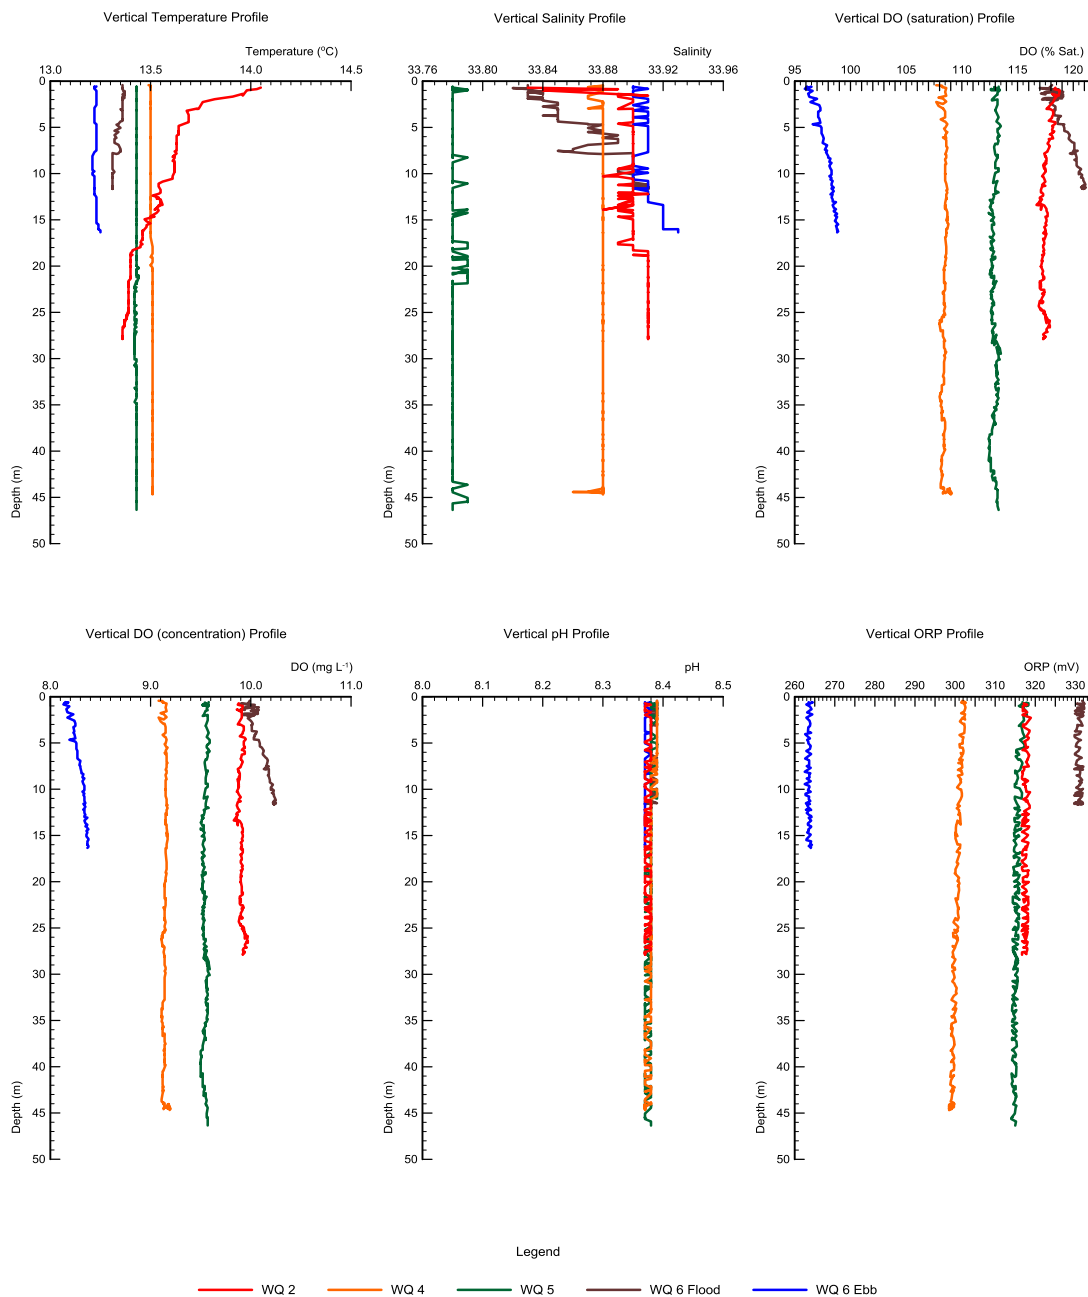 Vertical Temperature Profile
Vertical Salinity Profile
Vertical DO (saturation) Profile
Temperature (°C)
Salinity
DO (% Sat.)
13.0 13.5 14.0 14.5
33.76 33.80 33.84 33.88 33.92 33.96
95 100 105 110 115 120
0
5
10
15
20
25
30
35
40
45
50
Depth (m)
0
5
10
15
20
25
30
35
40
45
50
Depth (m)
0
5
10
15
20
25
30
35
40
45
50
Depth (m)
Vertical DO (concentration) Profile
Vertical pH Profile
Vertical ORP Profile
DO (mg L-1)
pH
ORP (mV)
8.0 9.0 10.0 11.0
8.0 8.1 8.2 8.3 8.4 8.5
260 270 280 290 300 310 320 330
0
5
10
15
20
25
30
35
40
45
50
Depth (m)
0
5
10
15
20
25
30
35
40
45
50
Depth (m)
0
5
10
15
20
25
30
35
40
45
50
Depth (m)
Legend
WQ 2 WQ 4 WQ 5 WQ 6 Flood WQ 6 Ebb